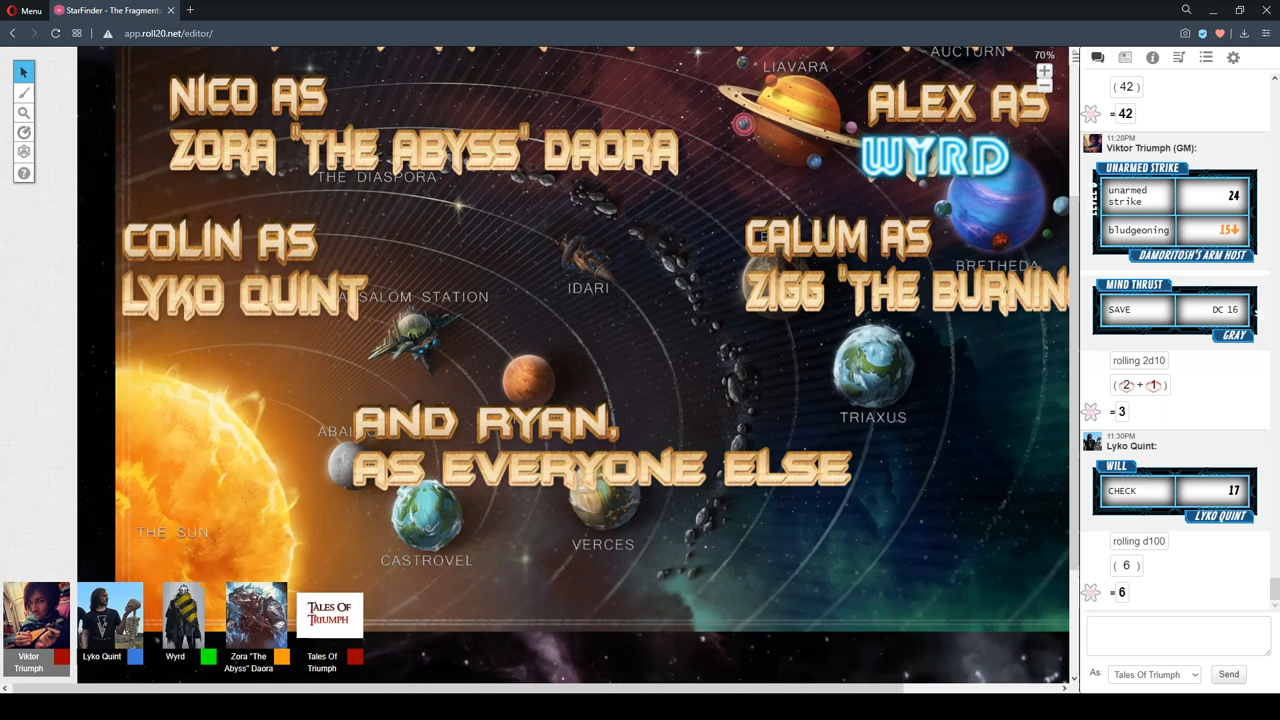 Menu
StarFinder - The Fragment
app.roll20.net/editor/
70%
AUCTURN
LIAVARA
NICO AS
ZORA "THE ABYSS" DAORA
THE DIASPORA
ALEX AS
WYRD
COLIN AS
LYKO QUINT
CALUM AS
ZIGG "THE BURNIN
BRETHEDA
IDARI
ABSALOM STATION
TRIAXUS
AND RYAN,
AS EVERYONE ELSE
THE SUN
VERCES
CASTROVEL
Viktor
Triumph
Lyko Quint
Wyrd
Zora "The
Abyss" Daora
TALES OF
TRIUMPH
Tales Of
Triumph
(42)
= 42
11:28PM
Viktor Triumph (GM):
UNARMED STRIKE
unarmed
strike
24
bludgeoning
15
DAMORITOSH'S ARM HOST
MIND THRUST
SAVE
DC 16
GRAY
rolling 2d10
(2 + 1)
= 3
11:30PM
Lyko Quint:
WILL
CHECK
17
LYKO QUINT
rolling d100
( 6 )
= 6
As:
Tales Of Triumph
Send